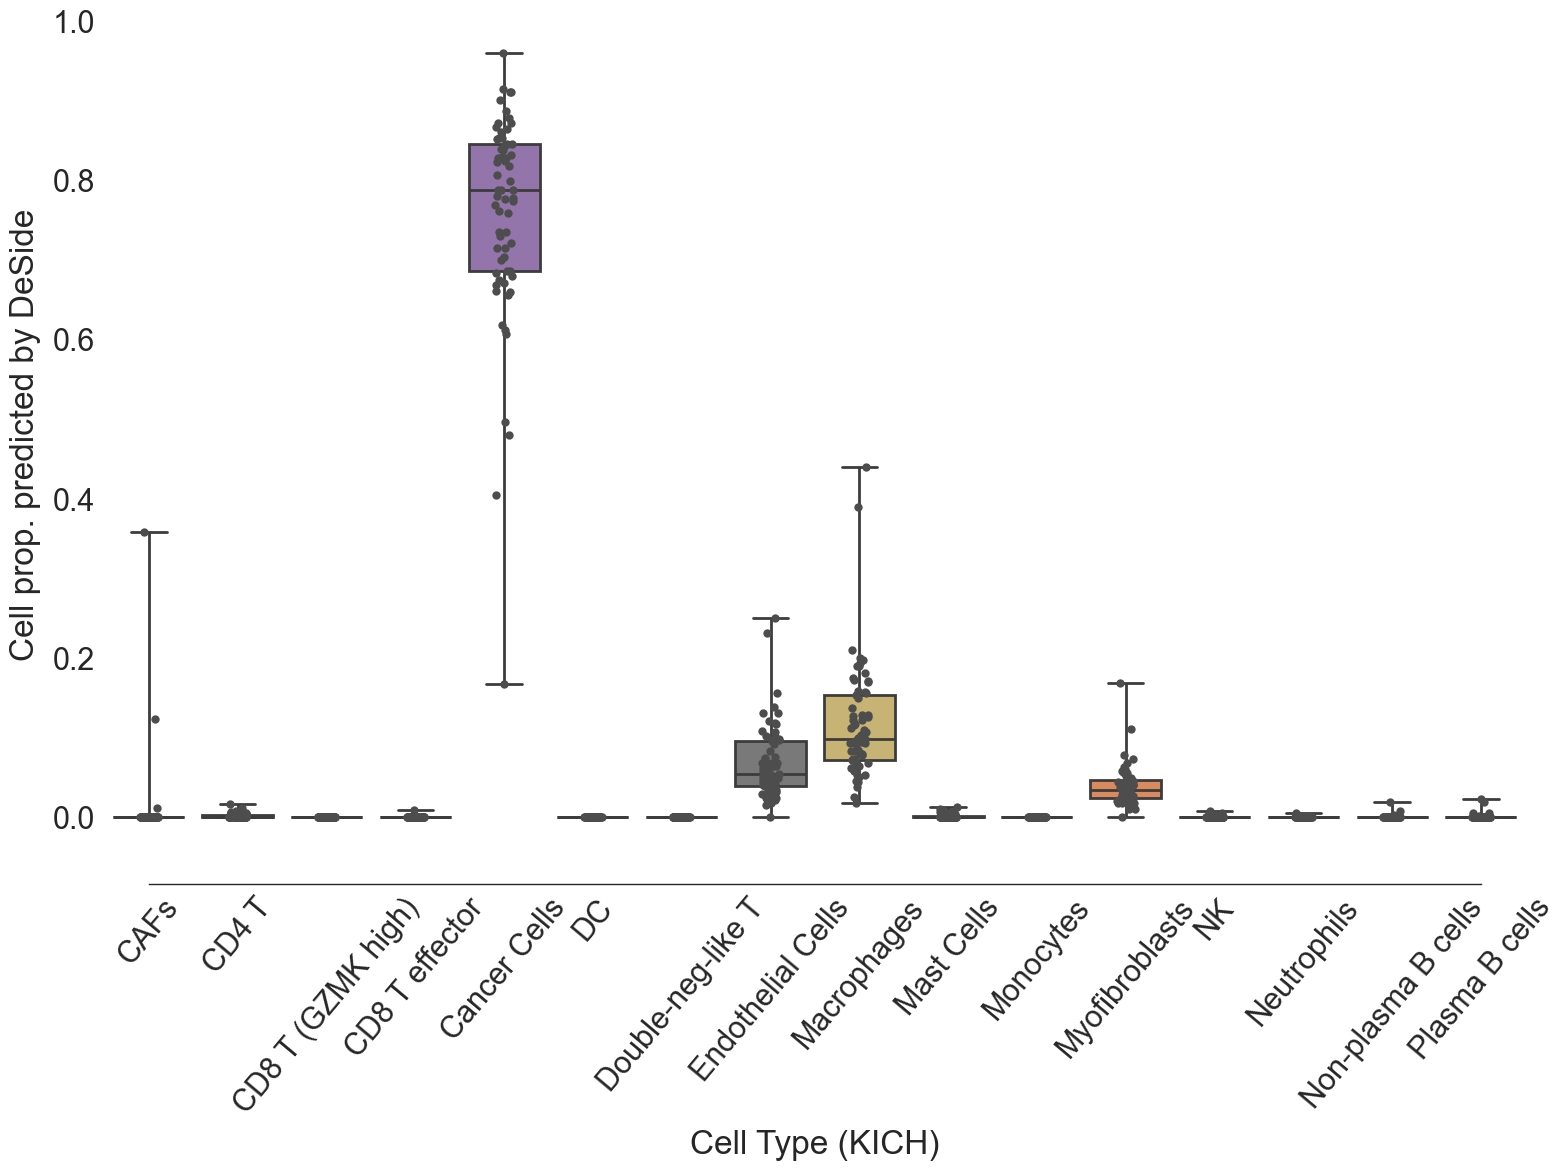 1.0
0.8
0.6
0.4
0.2
0.0
Cell prop. predicted by DeSide
CAFs
CD4 T
CD8 T (GZMK high)
CD8 T effector
Cancer Cells
DC
Double-neg-like T
Endothelial Cells
Macrophages
Mast Cells
Monocytes
Myofibroblasts
NK
Neutrophils
Non-plasma B cells
Plasma B cells
Cell Type (KICH)